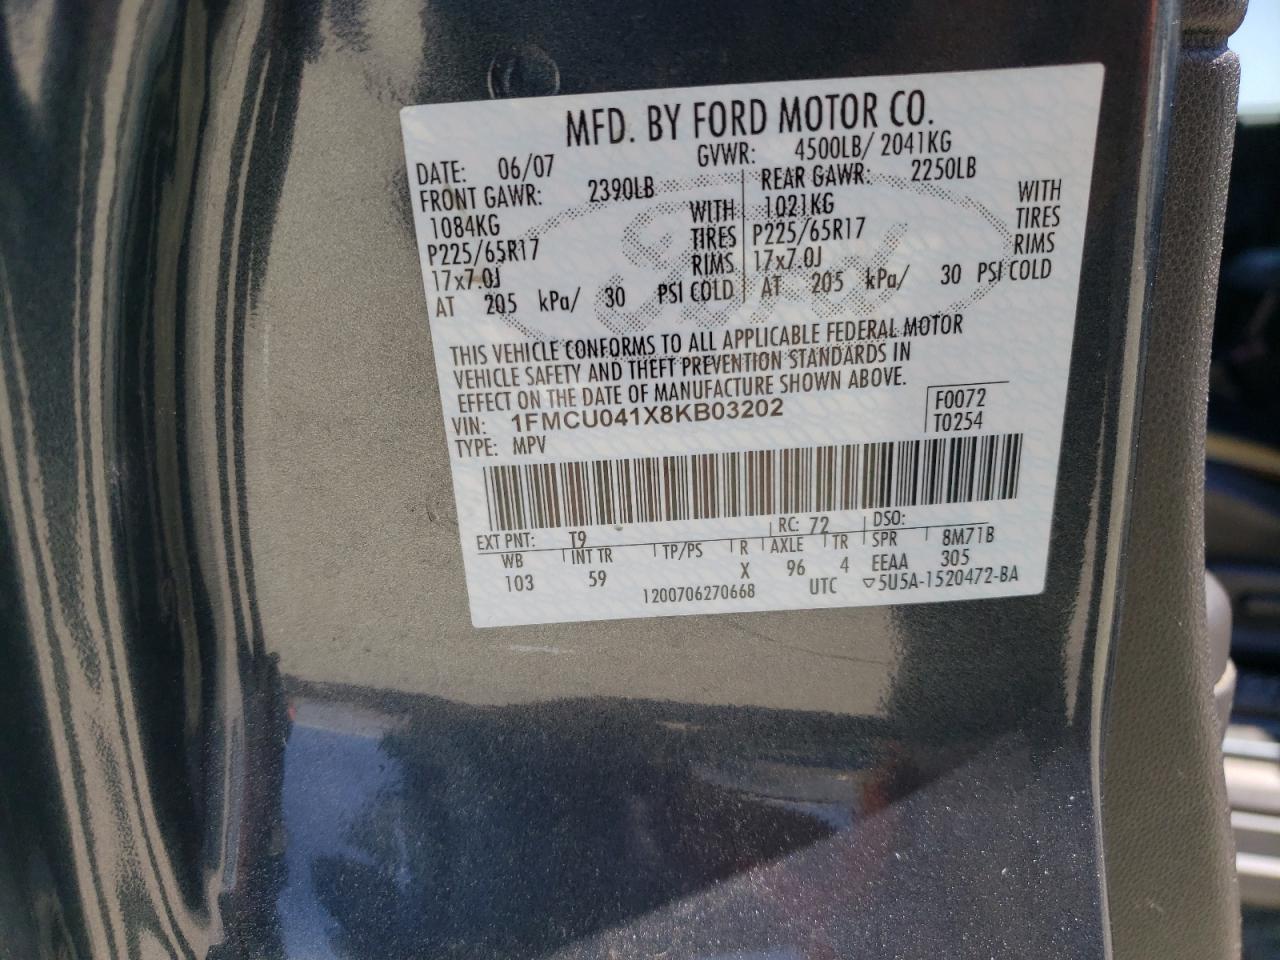 MFD. BY FORD MOTOR CO.
DATE: 06/07 GVWR: 4500LB/ 2041KG
FRONT GAWR: 2390LB REAR GAWR: 2250LB
1084KG WITH 1021KG WITH
P225/65R17 TIRES P225/65R17 TIRES
17x7.0J RIMS 17x7.0J RIMS
AT 205 kPa/ 30 PSI COLD AT 205 kPa/ 30 PSI COLD
THIS VEHICLE CONFORMS TO ALL APPLICABLE FEDERAL MOTOR
VEHICLE SAFETY AND THEFT PREVENTION STANDARDS IN
EFFECT ON THE DATE OF MANUFACTURE SHOWN ABOVE.
VIN: 1FMCU041X8KB03202 F0072
TYPE: MPV T0254
EXT PNT: T9 RC: 72 DSO:
WB INT TR TP/PS R AXLE TR SPR 8M71B
103 59 X 96 4 EEAA 305
1200706270668 UTC ▽5U5A-1520472-BA